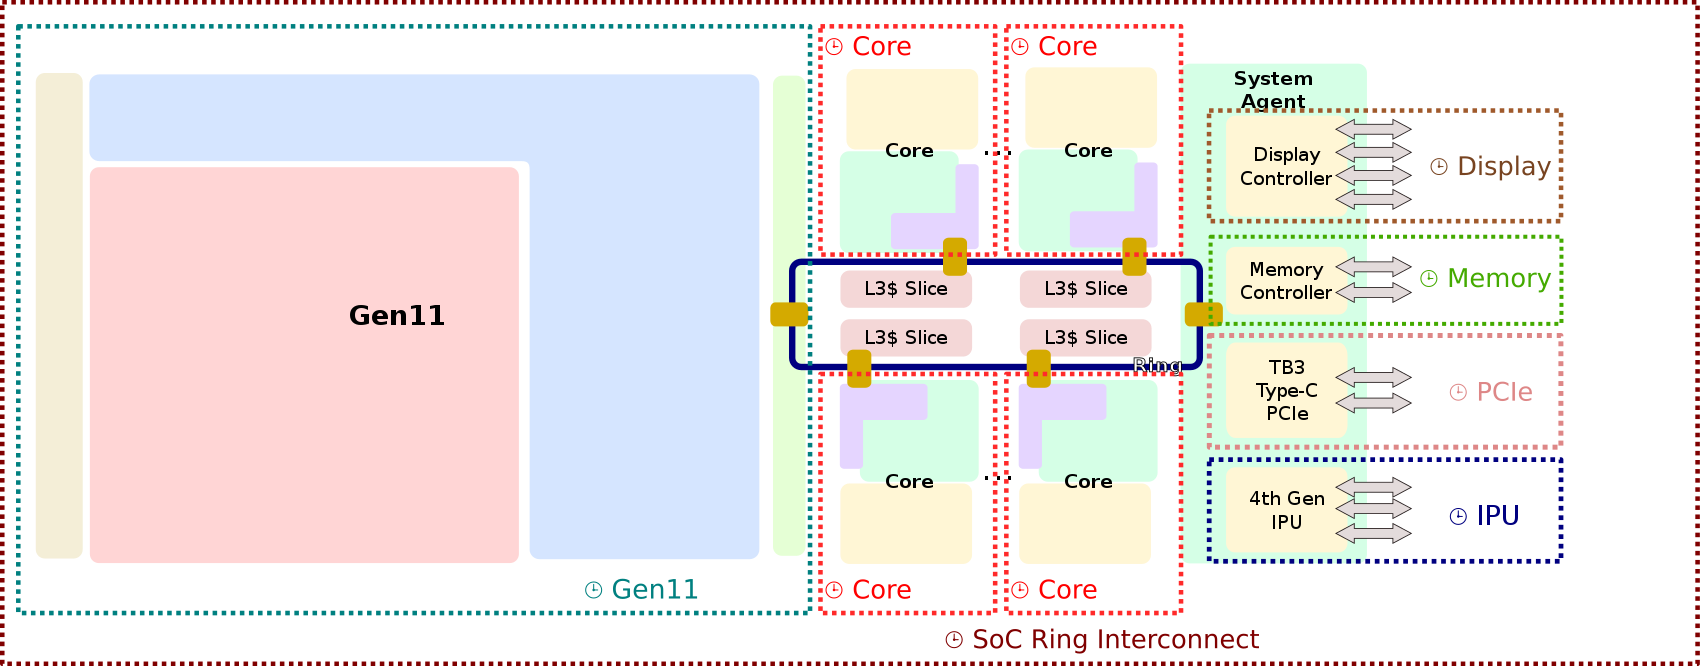 Core
Core
System
Agent
Core
...
Core
Display
Controller
Display
Gen11
L3$ Slice
L3$ Slice
L3$ Slice
L3$ Slice
Ring
Memory
Controller
Memory
TB3
Type-C
PCIe
PCIe
Core
...
Core
4th Gen
IPU
IPU
Gen11
Core
Core
SoC Ring Interconnect